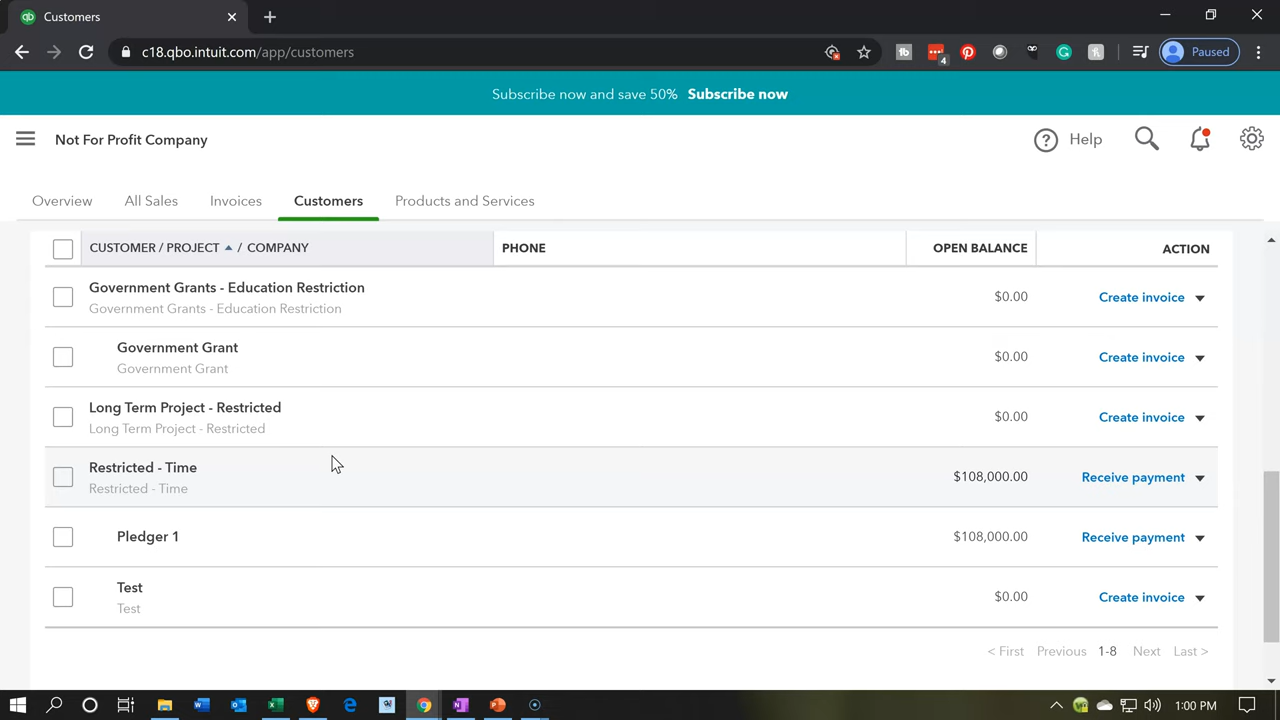 Customers
c18.qbo.intuit.com/app/customers
4
Paused
Subscribe now and save 50% Subscribe now
Not For Profit Company
Help
Overview
All Sales
Invoices
Customers
Products and Services
CUSTOMER / PROJECT / COMPANY
PHONE
OPEN BALANCE
ACTION
Government Grants - Education Restriction
Government Grants - Education Restriction
$0.00
Create invoice
Government Grant
Government Grant
$0.00
Create invoice
Long Term Project - Restricted
Long Term Project - Restricted
$0.00
Create invoice
Restricted - Time
Restricted - Time
$108,000.00
Receive payment
Pledger 1
$108,000.00
Receive payment
Test
Test
$0.00
Create invoice
< First Previous 1-8 Next Last >
1:00 PM